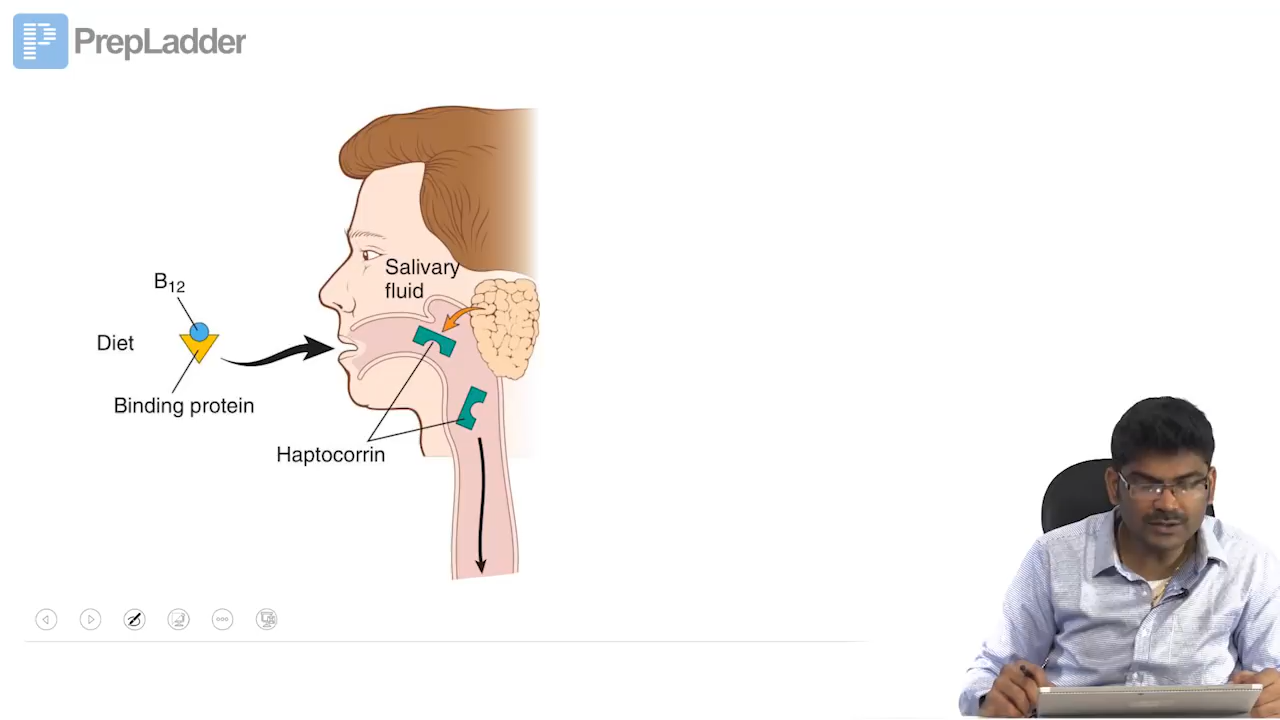 PrepLadder
Salivary
fluid
B12
Diet
Binding protein
Haptocorrin